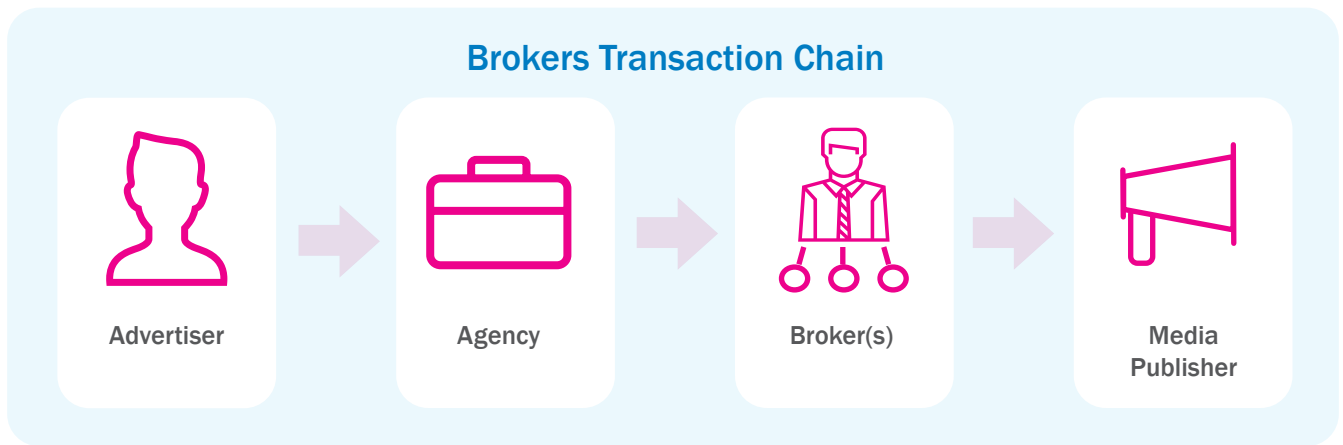 Brokers Transaction Chain
Advertiser
Agency
Broker(s)
Media
Publisher